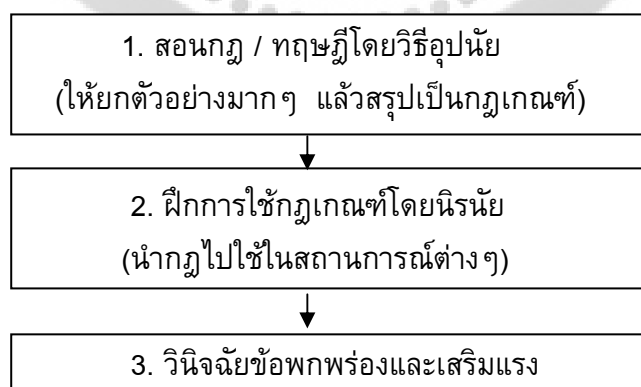 1. สอนกฎ / ทฤษฎีโดยวิธีอุปนัย
(ให้ยกตัวอย่างมากๆ แล้วสรุปเป็นกฎเกณฑ์)
2. ฝึกการใช้กฎเกณฑ์โดยนิรนัย
(นำกฎไปใช้ในสถานการณ์ต่างๆ)
3. วินิจฉัยข้อพกพร่องและเสริมแรง